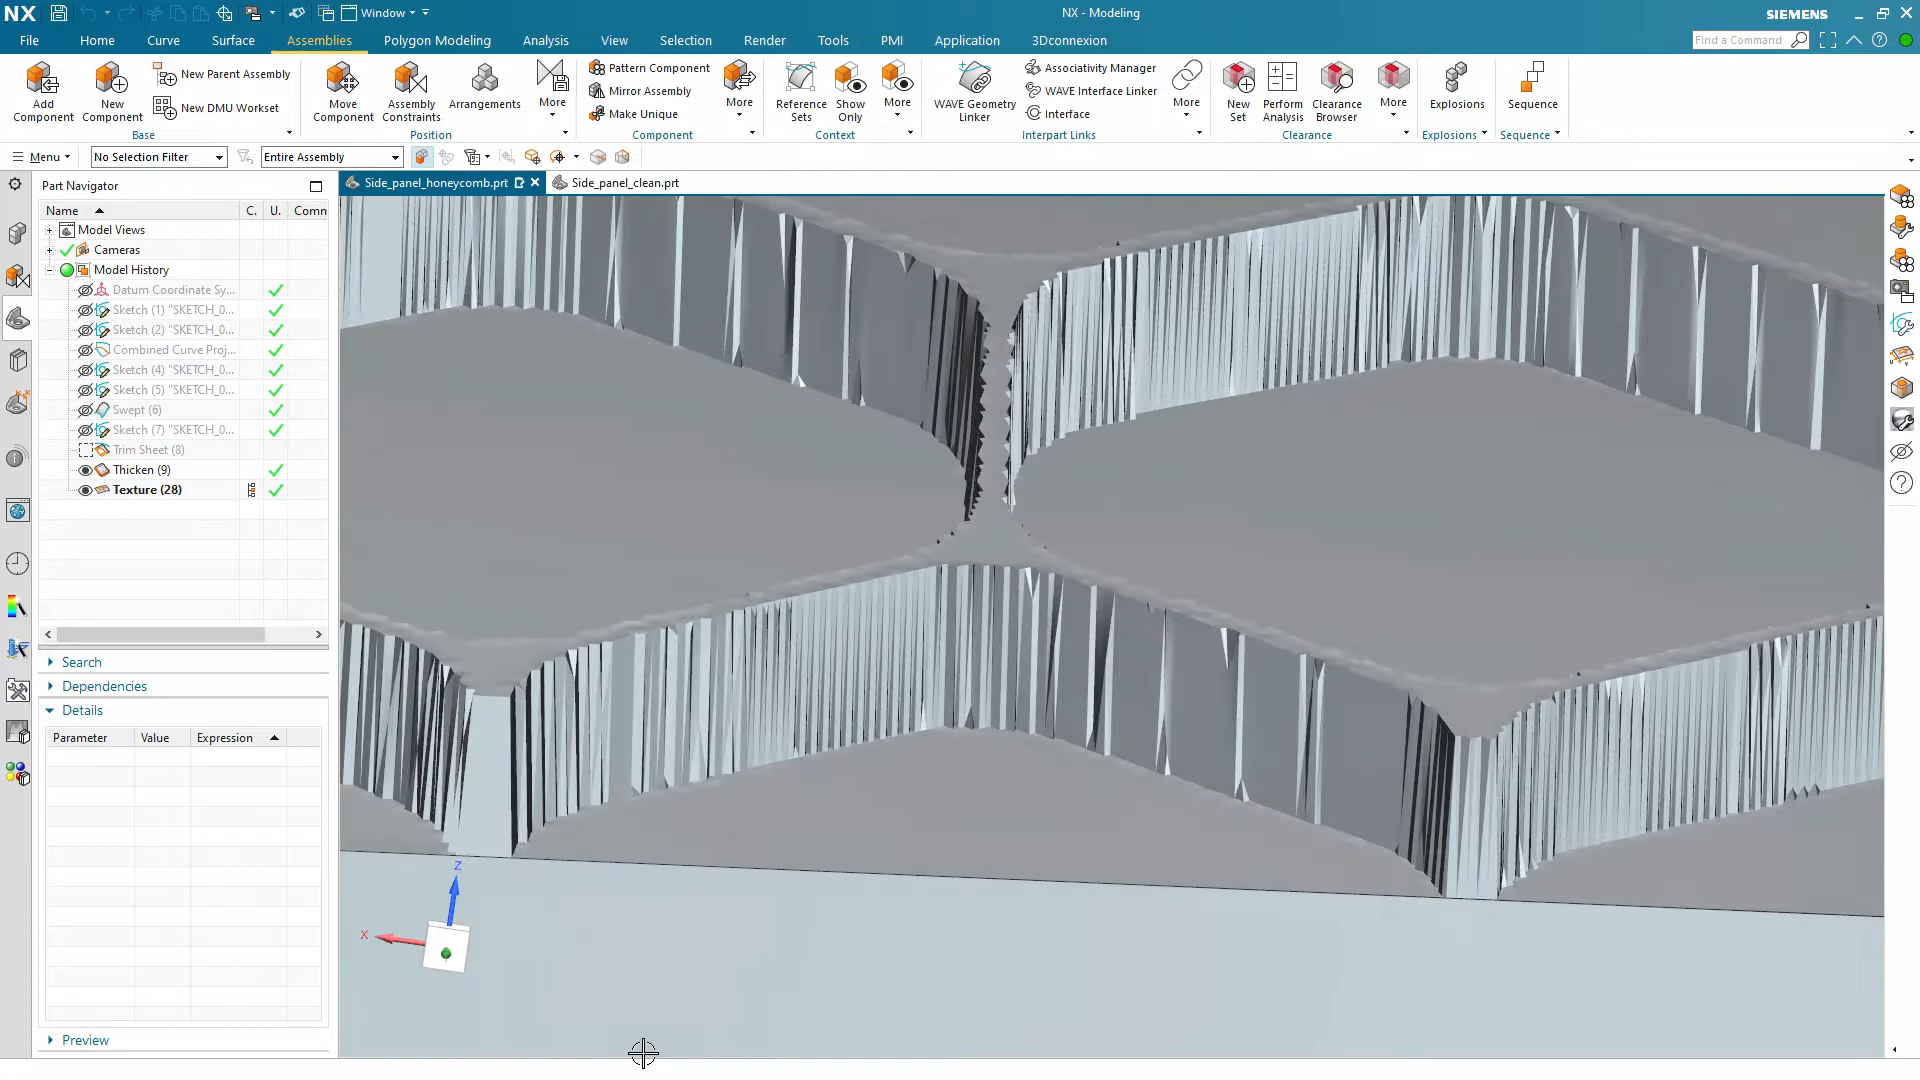 NX
Window
NX - Modeling
SIEMENS
File
Home
Curve
Surface
Assemblies
Polygon Modeling
Analysis
View
Selection
Render
Tools
PMI
Application
3Dconnexion
Find a Command
Add Component
New Component
New Parent Assembly
New DMU Workset
Base
Move Component
Assembly Constraints
Arrangements
More
Position
Pattern Component
Mirror Assembly
Make Unique
More
Component
Reference Sets
Show Only
More
Context
WAVE Geometry Linker
Associativity Manager
WAVE Interface Linker
Interface
More
Interpart Links
New Set
Perform Analysis
Clearance Browser
More
Clearance
Explosions
Explosions
Sequence
Sequence
Menu
No Selection Filter
Entire Assembly
Part Navigator
Side_panel_honeycomb.prt
Side_panel_clean.prt
Name
C.
U.
Comn
Model Views
Cameras
Model History
Datum Coordinate Sy...
Sketch (1) "SKETCH_0...
Sketch (2) "SKETCH_0...
Combined Curve Proj...
Sketch (4) "SKETCH_0...
Sketch (5) "SKETCH_0...
Swept (6)
Sketch (7) "SKETCH_0...
Trim Sheet (8)
Thicken (9)
Texture (28)
Search
Dependencies
Details
Parameter
Value
Expression
Preview
Z
X